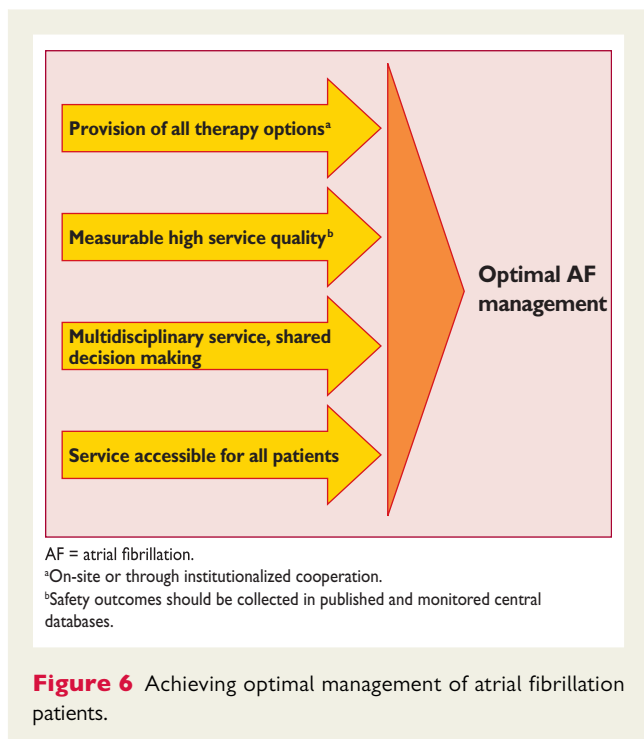 Provision of all therapy optionsᵃ
Measurable high service qualityᵇ
Optimal AF
management
Multidisciplinary service, shared
decision making
Service accessible for all patients
AF = atrial fibrillation.
ᵃOn-site or through institutionalized cooperation.
ᵇSafety outcomes should be collected in published and monitored central
databases.
Figure 6 Achieving optimal management of atrial fibrillation
patients.